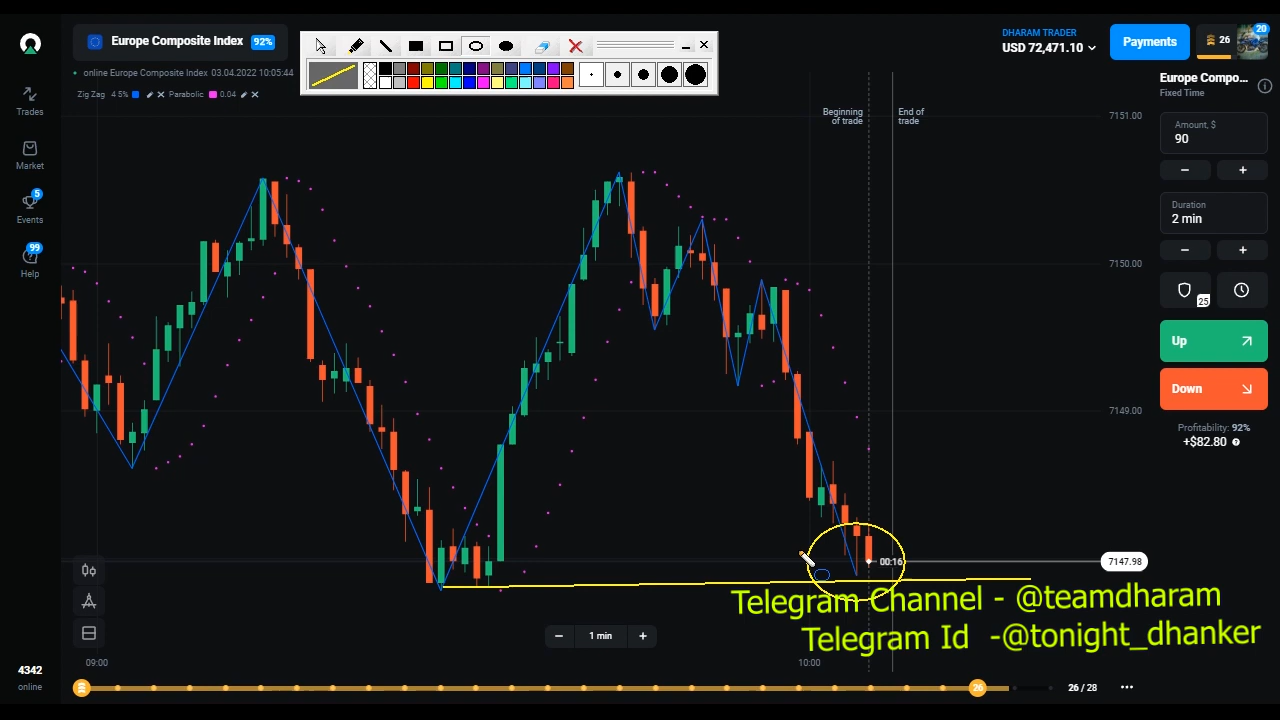 Europe Composite Index 92%
online Europe Composite Index 03.04.2022 10:05:44
Zig Zag 4 5% Parabolic 0.04
DHARAM TRADER
USD 72,471.10
Payments
26
20
Trades
Market
5
Events
99
Help
Beginning of trade
End of trade
7151.00
7150.00
7149.00
7147.98
00:16
Europe Compo...
Fixed Time
Amount, $
90
Duration
2 min
25
Up
Down
Profitability: 92%
+$82.80
Telegram Channel - @teamdharam
Telegram Id -@tonight_dhanker
1 min
09:00
10:00
4342
online
26
26 / 28